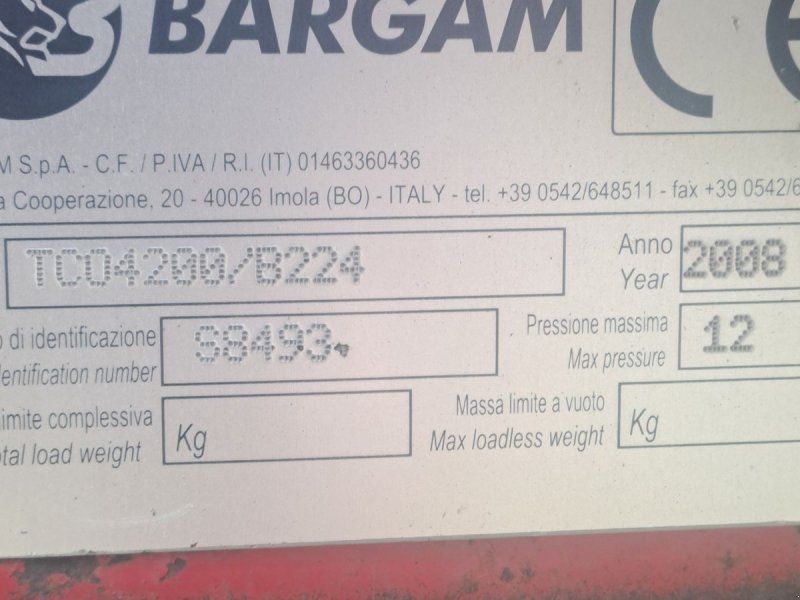 BARGAM
CE
M S.p.A. - C.F. / P.IVA / R.I. (IT) 01463360436
a Cooperazione, 20 - 40026 Imola (BO) - ITALY - tel. +39 0542/648511 - fax +39 0542/6
TCO4200/B224
Anno 2008
Year
o di identificazione S8493
dentification number
Pressione massima 12
Max pressure
imite complessiva Kg
otal load weight
Massa limite a vuoto Kg
Max loadless weight